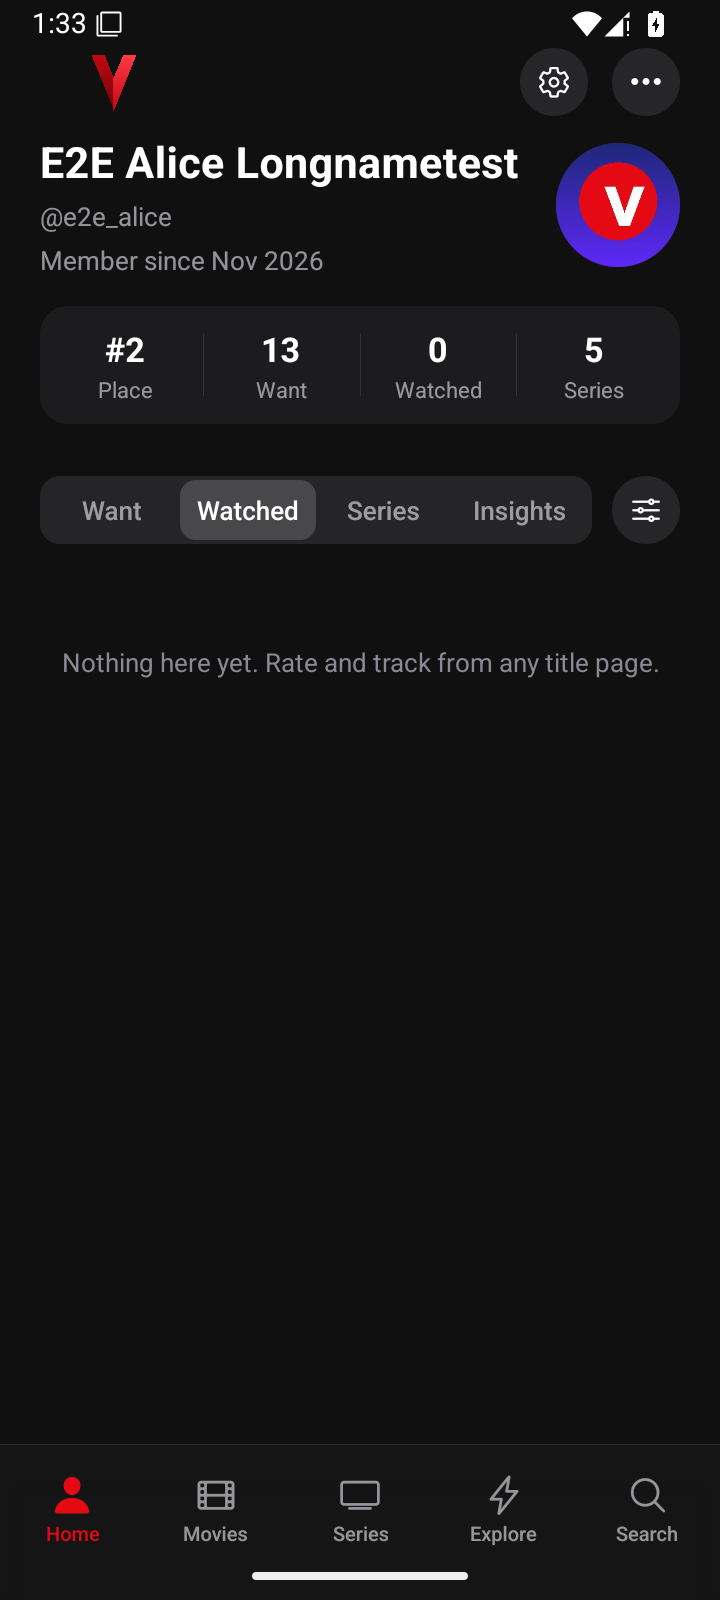 1:33
E2E Alice Longnametest
@e2e_alice
Member since Nov 2026
#2 13 0 5
Place Want Watched Series
Want Watched Series Insights
Nothing here yet. Rate and track from any title page.
Home Movies Series Explore Search